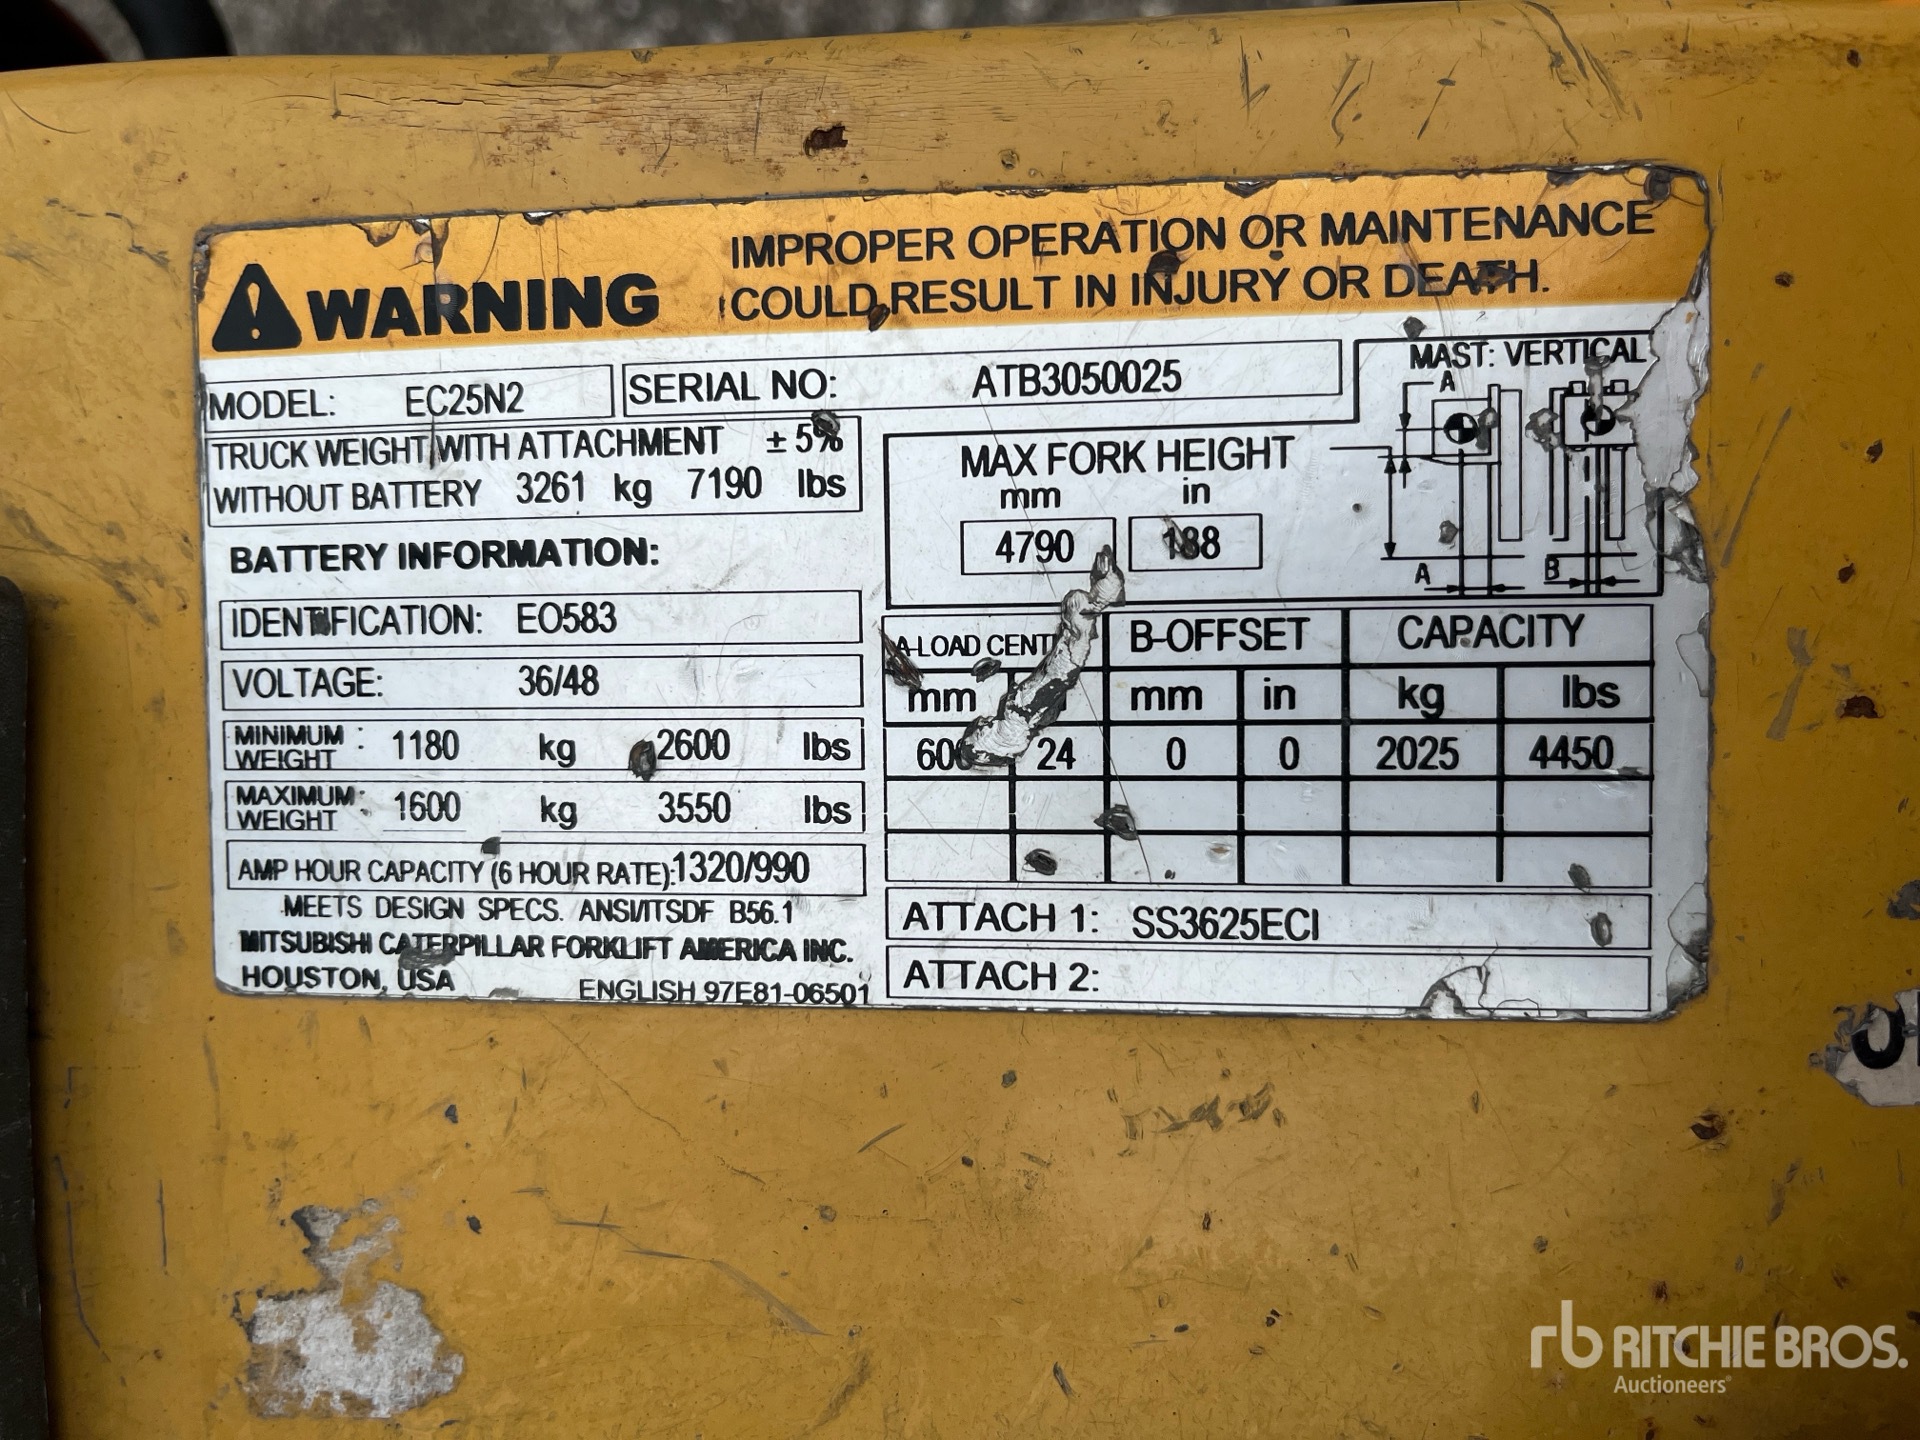 WARNING
IMPROPER OPERATION OR MAINTENANCE
COULD RESULT IN INJURY OR DEATH.
MODEL: EC25N2
SERIAL NO: ATB3050025
TRUCK WEIGHT WITH ATTACHMENT ± 5%
WITHOUT BATTERY 3261 kg 7190 lbs
BATTERY INFORMATION:
IDENTIFICATION: EO583
VOLTAGE: 36/48
MINIMUM WEIGHT : 1180 kg 2600 lbs
MAXIMUM WEIGHT : 1600 kg 3550 lbs
AMP HOUR CAPACITY (6 HOUR RATE): 1320/990
MEETS DESIGN SPECS. ANSI/ITSDF B56.1
MITSUBISHI CATERPILLAR FORKLIFT AMERICA INC.
HOUSTON, USA
ENGLISH 97E81-06501
MAST: VERTICAL
A
A B
MAX FORK HEIGHT
mm in
4790 188
A-LOAD CENT B-OFFSET CAPACITY
mm mm in kg lbs
600 24 0 0 2025 4450
ATTACH 1: SS3625ECI
ATTACH 2:
rb RITCHIE BROS.
Auctioneers